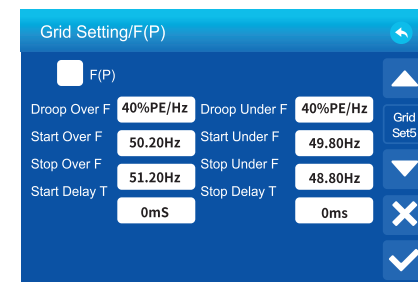 Grid Setting/F(P)
F(P)
Droop Over F 40%PE/Hz Droop Under F 40%PE/Hz
Start Over F 50.20Hz Start Under F 49.80Hz
Stop Over F 51.20Hz Stop Under F 48.80Hz
Start Delay T 0mS Stop Delay T 0ms
Grid
Set5